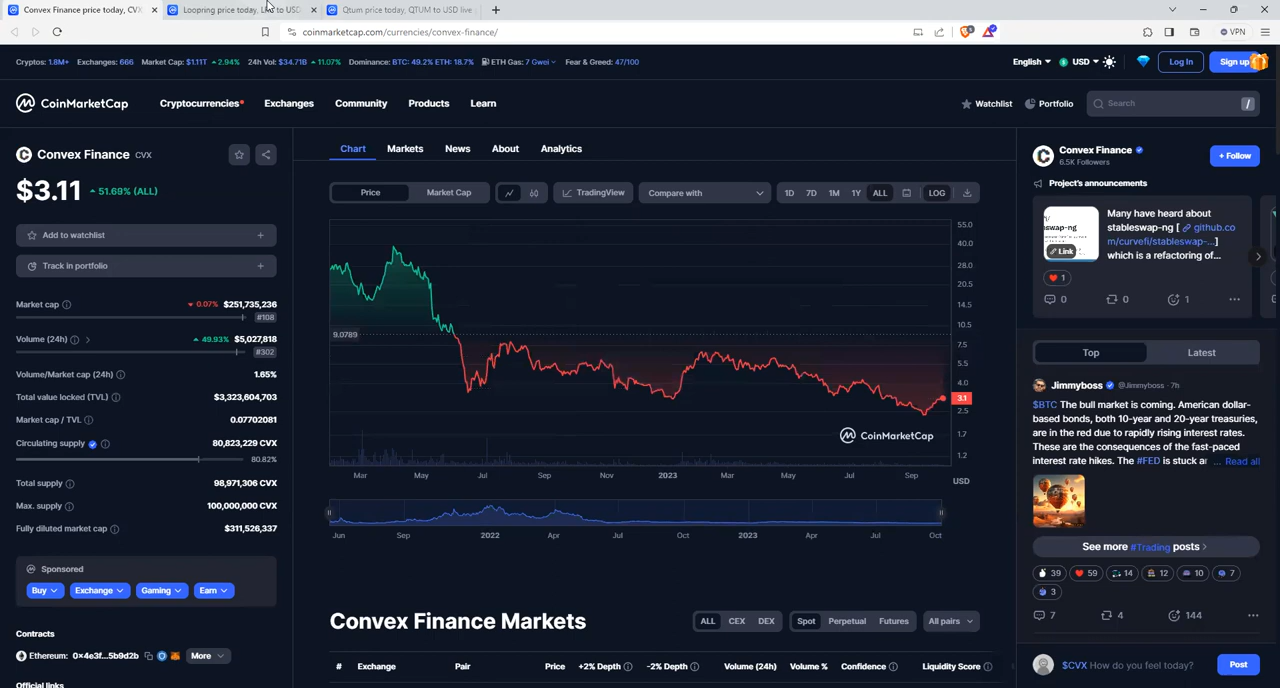 Convex Finance price today, CVX
Loopring price today, L to USD
Qtum price today, QTUM to USD live
coinmarketcap.com/currencies/convex-finance/
VPN
Cryptos: 1.8M+ Exchanges: 666 Market Cap: $1.11T 2.94% 24h Vol: $34.71B 11.07% Dominance: BTC: 49.2% ETH: 18.7% ETH Gas: 7 Gwei Fear & Greed: 47/100
English USD Log In Sign up
CoinMarketCap
Cryptocurrencies Exchanges Community Products Learn
Watchlist Portfolio Search /
Convex Finance CVX
$3.11 51.69% (ALL)
Add to watchlist +
Track in portfolio +
Market cap 0.07% $251,735,236
#108
Volume (24h) 49.93% $5,027,818
#302
Volume/Market cap (24h) 1.65%
Total value locked (TVL) $3,323,604,703
Market cap / TVL 0.07702081
Circulating supply 80,823,229 CVX
80.82%
Total supply 98,971,306 CVX
Max. supply 100,000,000 CVX
Fully diluted market cap $311,526,337
Sponsored
Buy Exchange Gaming Earn
Contracts
Ethereum: 0x4e3f...5b9d2b More
Official links
Chart Markets News About Analytics
Price Market Cap TradingView Compare with 1D 7D 1M 1Y ALL LOG
55.0
40.0
28.0
20.5
14.5
10.5
9.0789
7.5
5.5
4.0
3.1
2.5
1.7
1.2
CoinMarketCap
Mar May Jul Sep Nov 2023 Mar May Jul Sep USD
Jun Sep 2022 Apr Jul Oct 2023 Apr Jul Oct
Convex Finance Markets
ALL CEX DEX Spot Perpetual Futures All pairs
# Exchange Pair Price +2% Depth -2% Depth Volume (24h) Volume % Confidence Liquidity Score
Convex Finance
6.5K Followers
+ Follow
Project's announcements
swap-ng
Link
Many have heard about
stableswap-ng [ github.co
m/curvefi/stableswap-...]
which is a refactoring of...
1
0 0 1
Top Latest
Jimmyboss @Jimmyboss · 7h
$BTC The bull market is coming. American dollar-
based bonds, both 10-year and 20-year treasuries,
are in the red due to rapidly rising interest rates.
These are the consequences of the fast-paced
interest rate hikes. The #FED is stuck ... Read all
See more #Trading posts
39 59 14 12 10 7
3
7 4 144
$CVX How do you feel today? Post